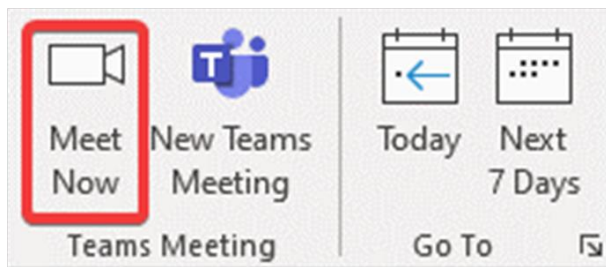 Meet
Now
New Teams
Meeting
Teams Meeting
Today
Next
7 Days
Go To